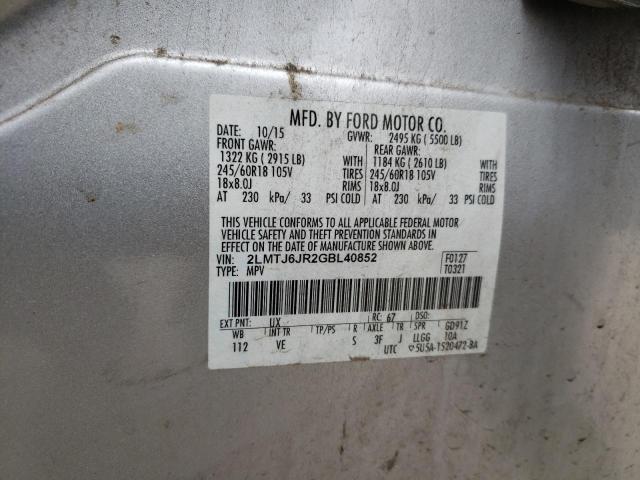 MFD. BY FORD MOTOR CO.
DATE: 10/15 GVWR: 2495 KG ( 5500 LB)
FRONT GAWR: REAR GAWR:
1322 KG ( 2915 LB) WITH 1184 KG ( 2610 LB) WITH
245/60R18 105V TIRES 245/60R18 105V TIRES
18x8.0J RIMS 18x8.0J RIMS
AT 230 kPa/ 33 PSI COLD AT 230 kPa/ 33 PSI COLD
THIS VEHICLE CONFORMS TO ALL APPLICABLE FEDERAL MOTOR
VEHICLE SAFETY AND THEFT PREVENTION STANDARDS IN
EFFECT ON THE DATE OF MANUFACTURE SHOWN ABOVE.
VIN: 2LMTJ6JR2GBL40852 F0127
TYPE: MPV T0321
EXT PNT: UX RC: 67 DSO:
WB INT TR TP/PS R AXLE TR SPR GD91Z
112 VE S 3F J LLGG 10A
UTC 5U5A-1520472-BA